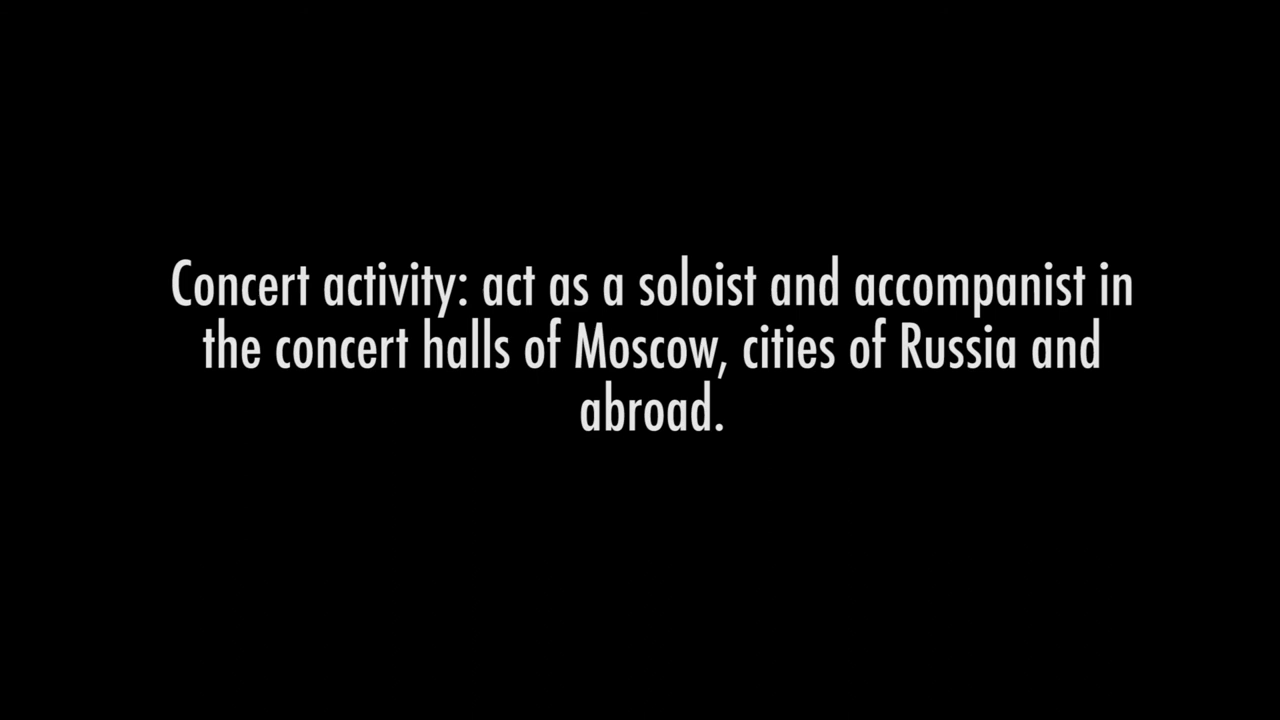 Concert activity: act as a soloist and accompanist in
the concert halls of Moscow, cities of Russia and
abroad.